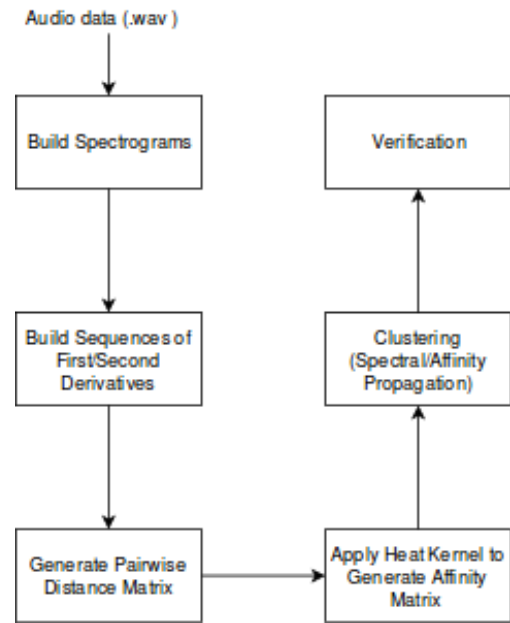 Audio data (.wav )
Build Spectrograms
Build Sequences of
First/Second
Derivatives
Generate Pairwise
Distance Matrix
Apply Heat Kernel to
Generate Affinity
Matrix
Clustering
(Spectral/Affinity
Propagation)
Verification